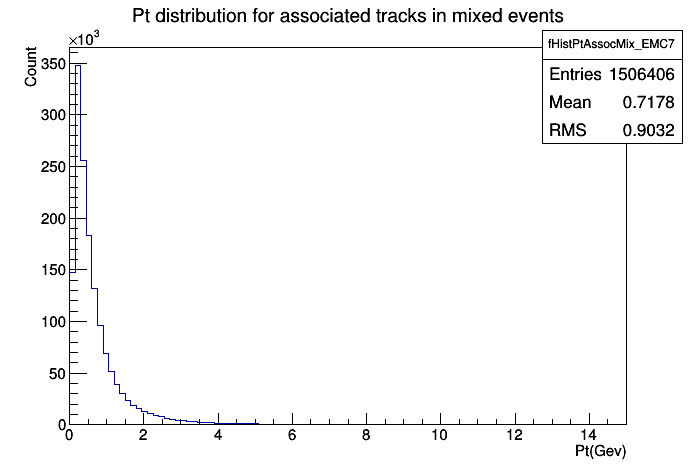 Pt distribution for associated tracks in mixed events
×10³
fHistPtAssocMix_EMC7
Entries 1506406
Mean 0.7178
RMS 0.9032
Count
350
300
250
200
150
100
50
0
0 2 4 6 8 10 12 14
Pt(Gev)